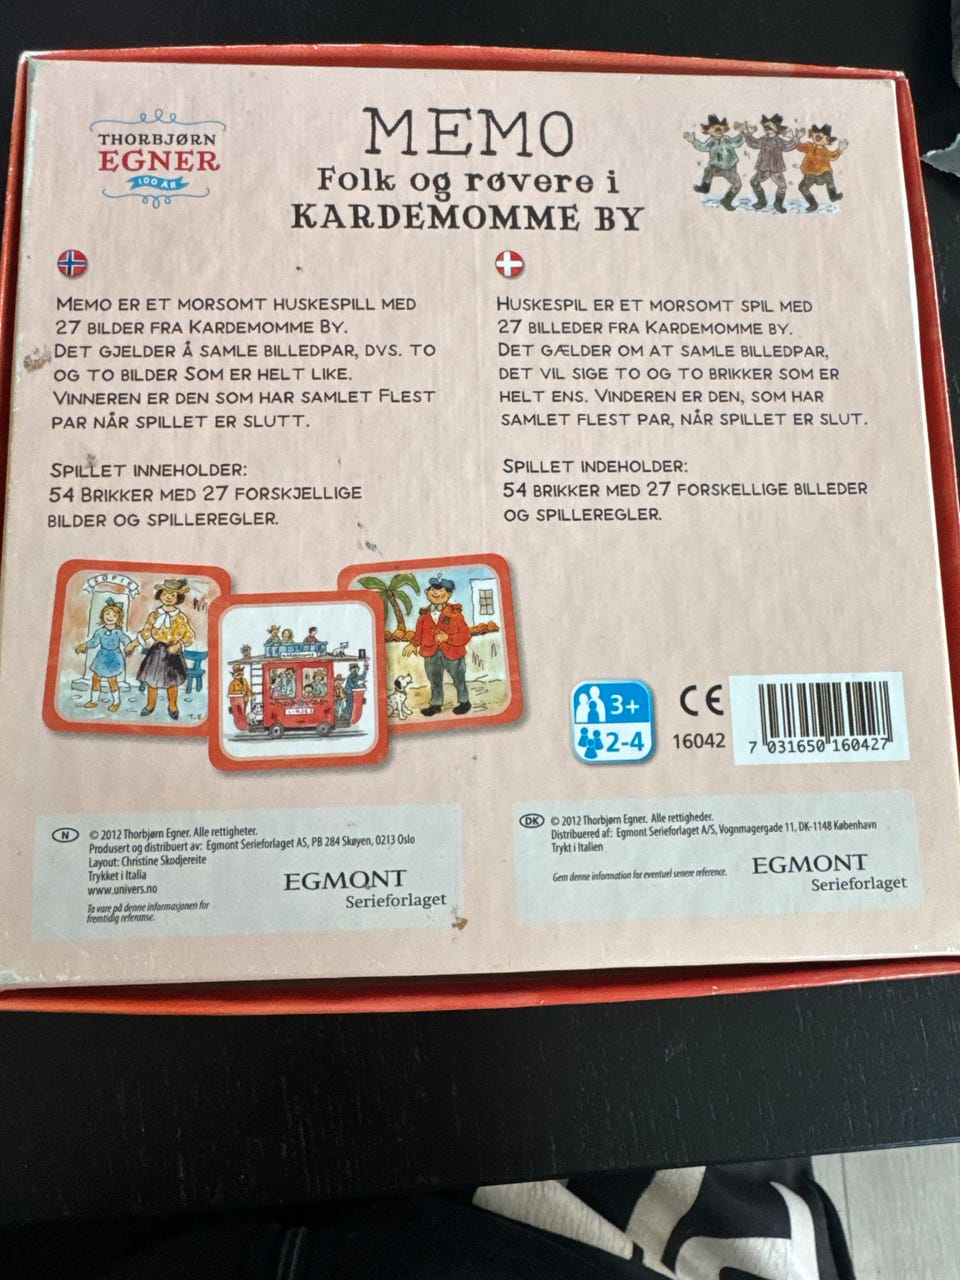 THORBJØRN
EGNER
100 ÅR
MEMO
Folk og røvere i
KARDEMOMME BY
MEMO ER ET MORSOMT HUSKESPILL MED
27 BILDER FRA KARDEMOMME BY.
DET GJELDER Å SAMLE BILLEDPAR, DVS. TO
OG TO BILDER SOM ER HELT LIKE.
VINNEREN ER DEN SOM HAR SAMLET FLEST
PAR NÅR SPILLET ER SLUTT.
SPILLET INNEHOLDER:
54 BRIKKER MED 27 FORSKJELLIGE
BILDER OG SPILLEREGLER.
HUSKESPIL ER ET MORSOMT SPIL MED
27 BILLEDER FRA KARDEMOMME BY.
DET GÆLDER OM AT SAMLE BILLEDPAR,
DET VIL SIGE TO OG TO BRIKKER SOM ER
HELT ENS. VINDEREN ER DEN, SOM HAR
SAMLET FLEST PAR, NÅR SPILLET ER SLUT.
SPILLET INDEHOLDER:
54 BRIKKER MED 27 FORSKELLIGE BILLEDER
OG SPILLEREGLER.
3+
2-4
CE
16042
7 031650 160427
N
© 2012 Thorbjørn Egner. Alle rettigheter.
Produsert og distribuert av: Egmont Serieforlaget AS, PB 284 Skøyen, 0213 Oslo
Layout: Christine Skodjereite
Trykket i Italia
www.univers.no
Ta vare på denne informasjonen for
fremtidig referanse.
EGMONT
Serieforlaget
DK
© 2012 Thorbjørn Egner. Alle rettigheder.
Distribuered af: Egmont Serieforlaget A/S, Vognmagergade 11, DK-1148 København
Trykt i Italien
Gem denne information for eventuel senere reference.
EGMONT
Serieforlaget